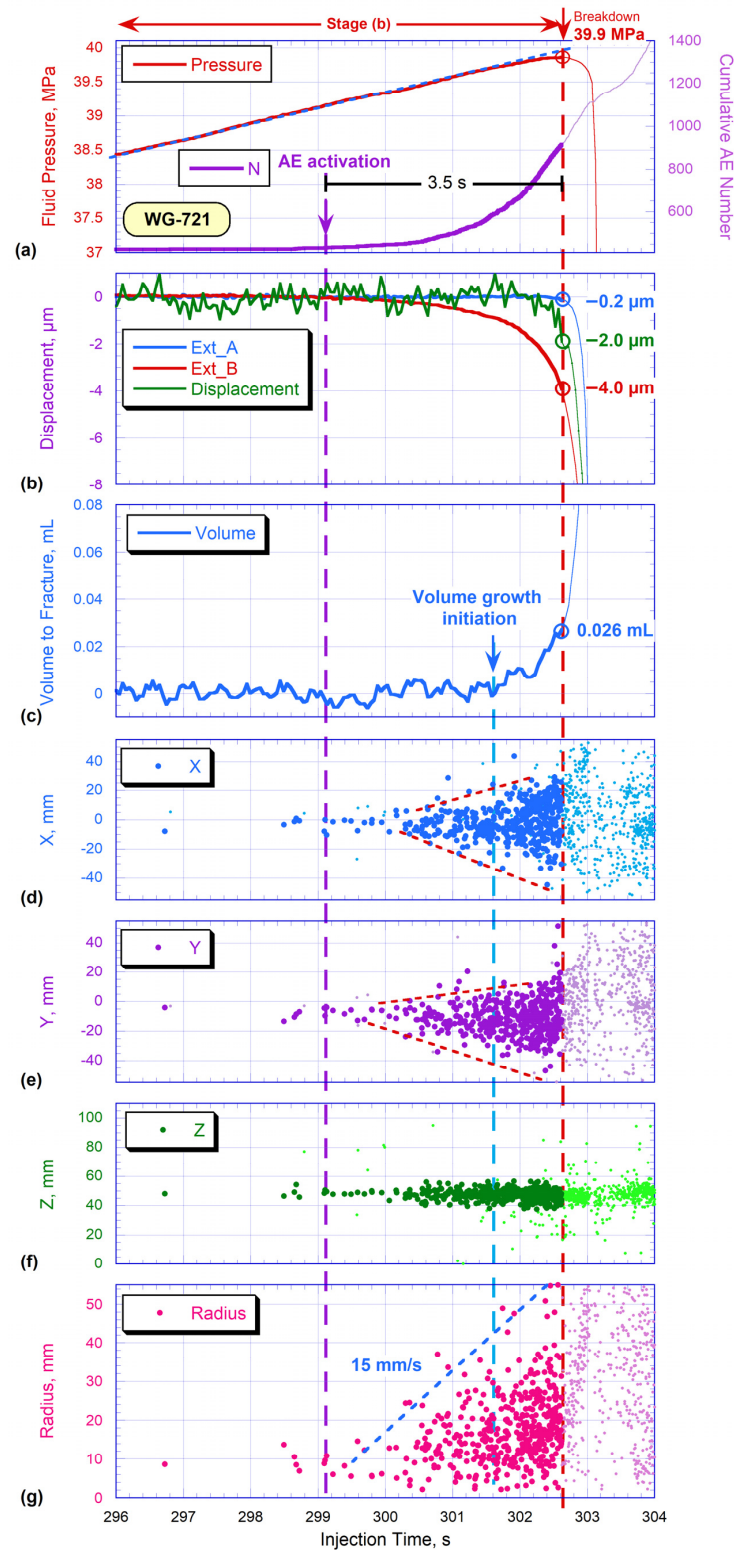 Stage (b)
Breakdown
39.9 MPa
40
39.5
39
38.5
38
37.5
37
Fluid Pressure, MPa
Pressure
N
AE activation
3.5 s
WG-721
1400
1200
1000
800
600
Cumulative AE Number
(a)
0
-2
-4
-6
-8
Displacement, µm
Ext_A
Ext_B
Displacement
−0.2 µm
−2.0 µm
−4.0 µm
(b)
0.08
0.06
0.04
0.02
0
Volume to Fracture, mL
Volume
Volume growth
initiation
0.026 mL
(c)
40
20
0
-20
-40
X, mm
X
(d)
40
20
0
-20
-40
Y, mm
Y
(e)
100
80
60
40
20
0
Z, mm
Z
(f)
50
40
30
20
10
0
Radius, mm
Radius
15 mm/s
(g)
296 297 298 299 300 301 302 303 304
Injection Time, s